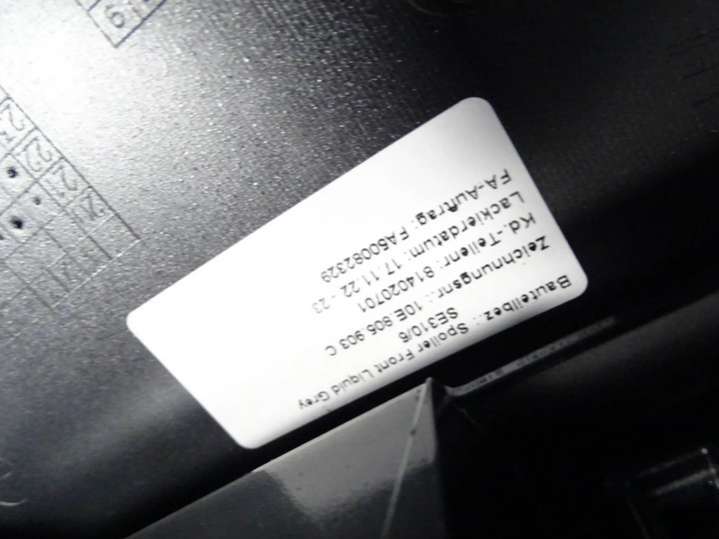 Bauteilbez.: Spoiler Front Liquid Grey
SE310/6
Zeichnungsnr.: 10E 805 903 C
Kd.-Teilenr: 814020701
Lackierdatum: 17.11.22 - 23
FA-Auftrag: FA50082329